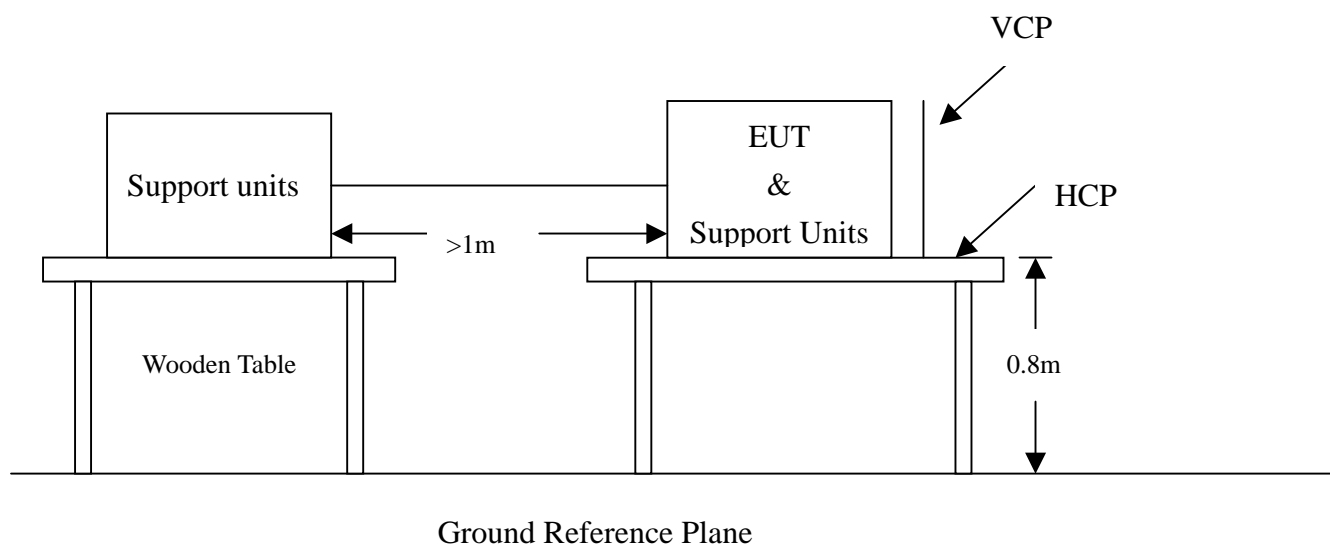 VCP
EUT
&
Support Units
Support units
HCP
>1m
Wooden Table
0.8m
Ground Reference Plane